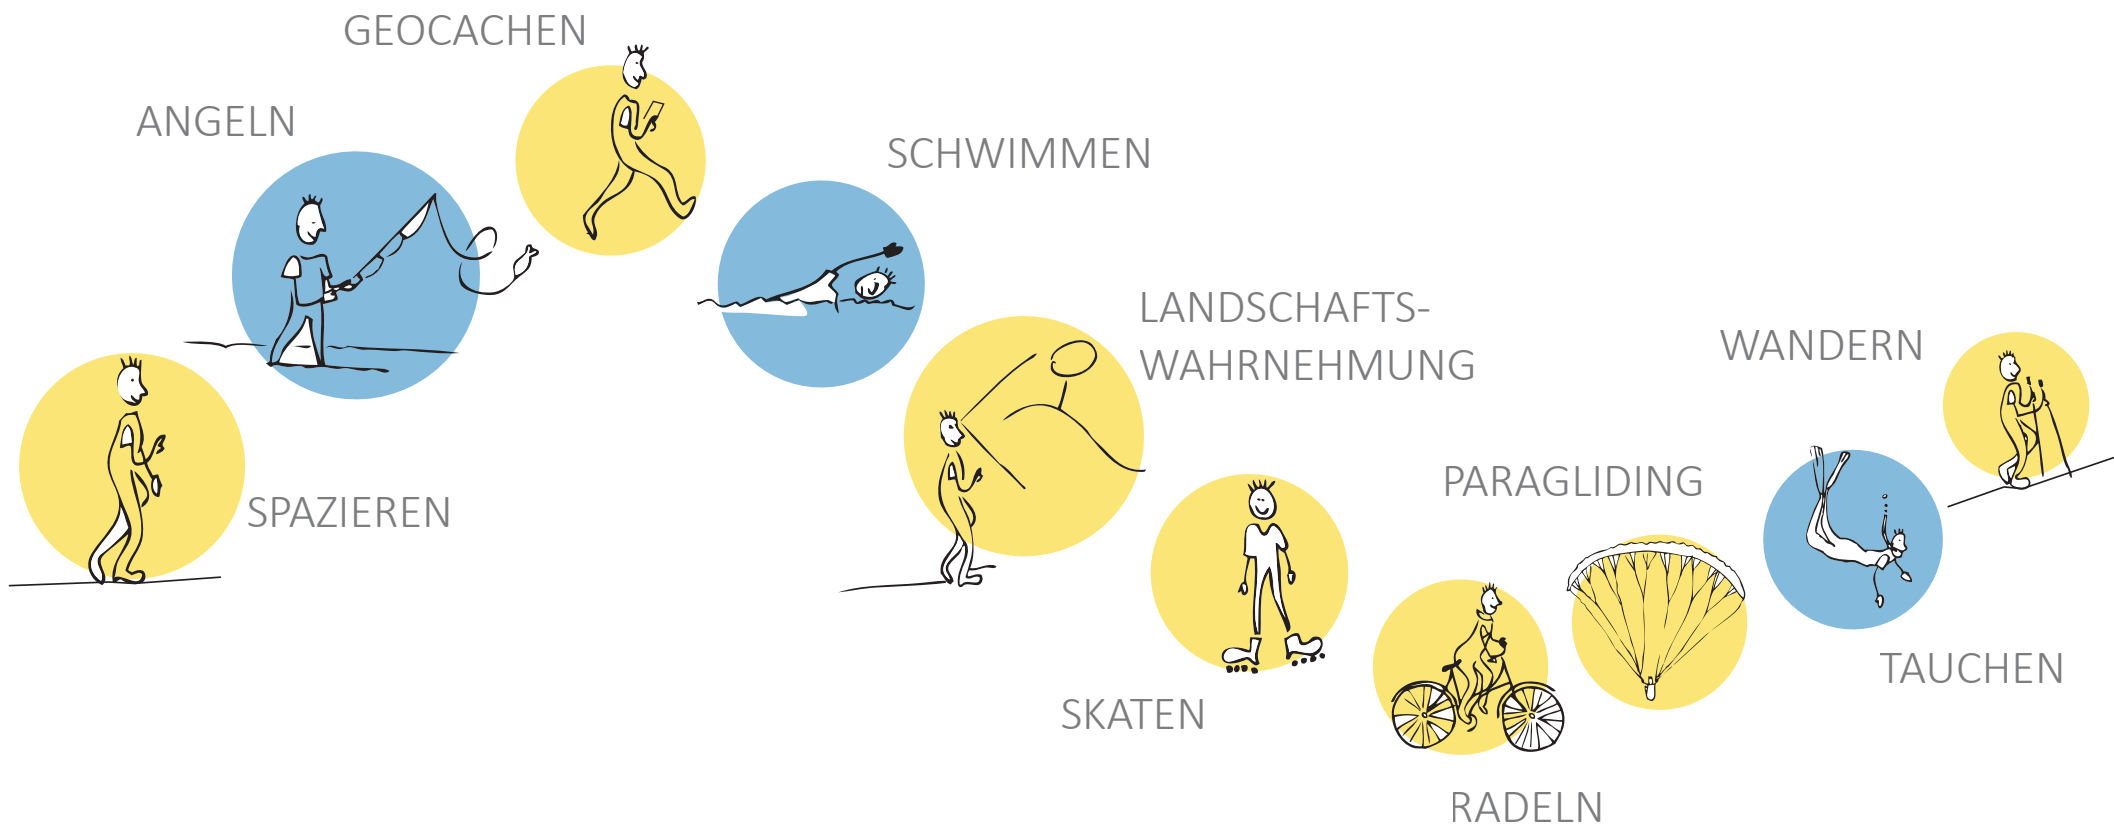 GEOCACHEN
ANGELN
SCHWIMMEN
SPAZIEREN
LANDSCHAFTS-
WAHRNEHMUNG
SKATEN
RADELN
PARAGLIDING
TAUCHEN
WANDERN